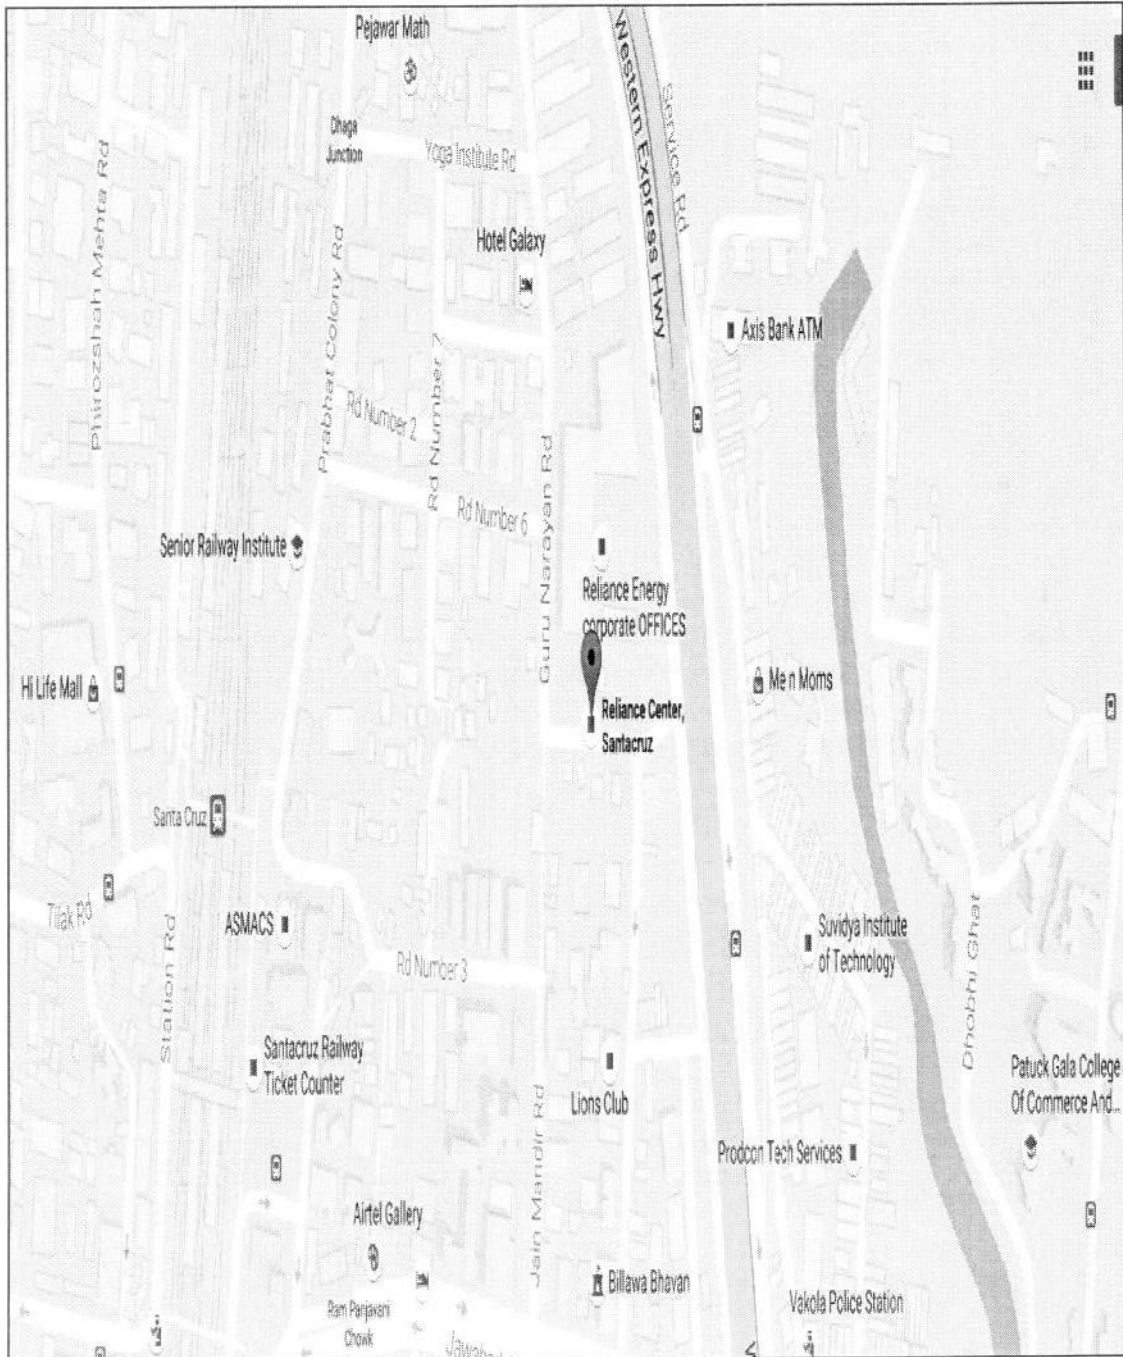 Pejawar Math
Western Express Hwy
Service Rd
Dhaga
Junction
Yoga Institute Rd
Phirozshah Mehta Rd
Hotel Galaxy
Prabhat Colony Rd
Axis Bank ATM
Rd Number 7
Rd Number 2
Guru Narayan Rd
Rd Number 6
Senior Railway Institute
Reliance Energy
corporate OFFICES
Hi Life Mall
Me n Moms
Reliance Center,
Santacruz
Santa Cruz
Tilak Rd
ASMACS
Station Rd
Rd Number 3
Suvidya Institute
of Technology
Dhobhi Ghat
Santacruz Railway
Ticket Counter
Lions Club
Patuck Gala College
Of Commerce And...
Jain Mandir Rd
Prodcon Tech Services
Airtel Gallery
Billawa Bhavan
Ram Panjavani
Chowk
Vakola Police Station